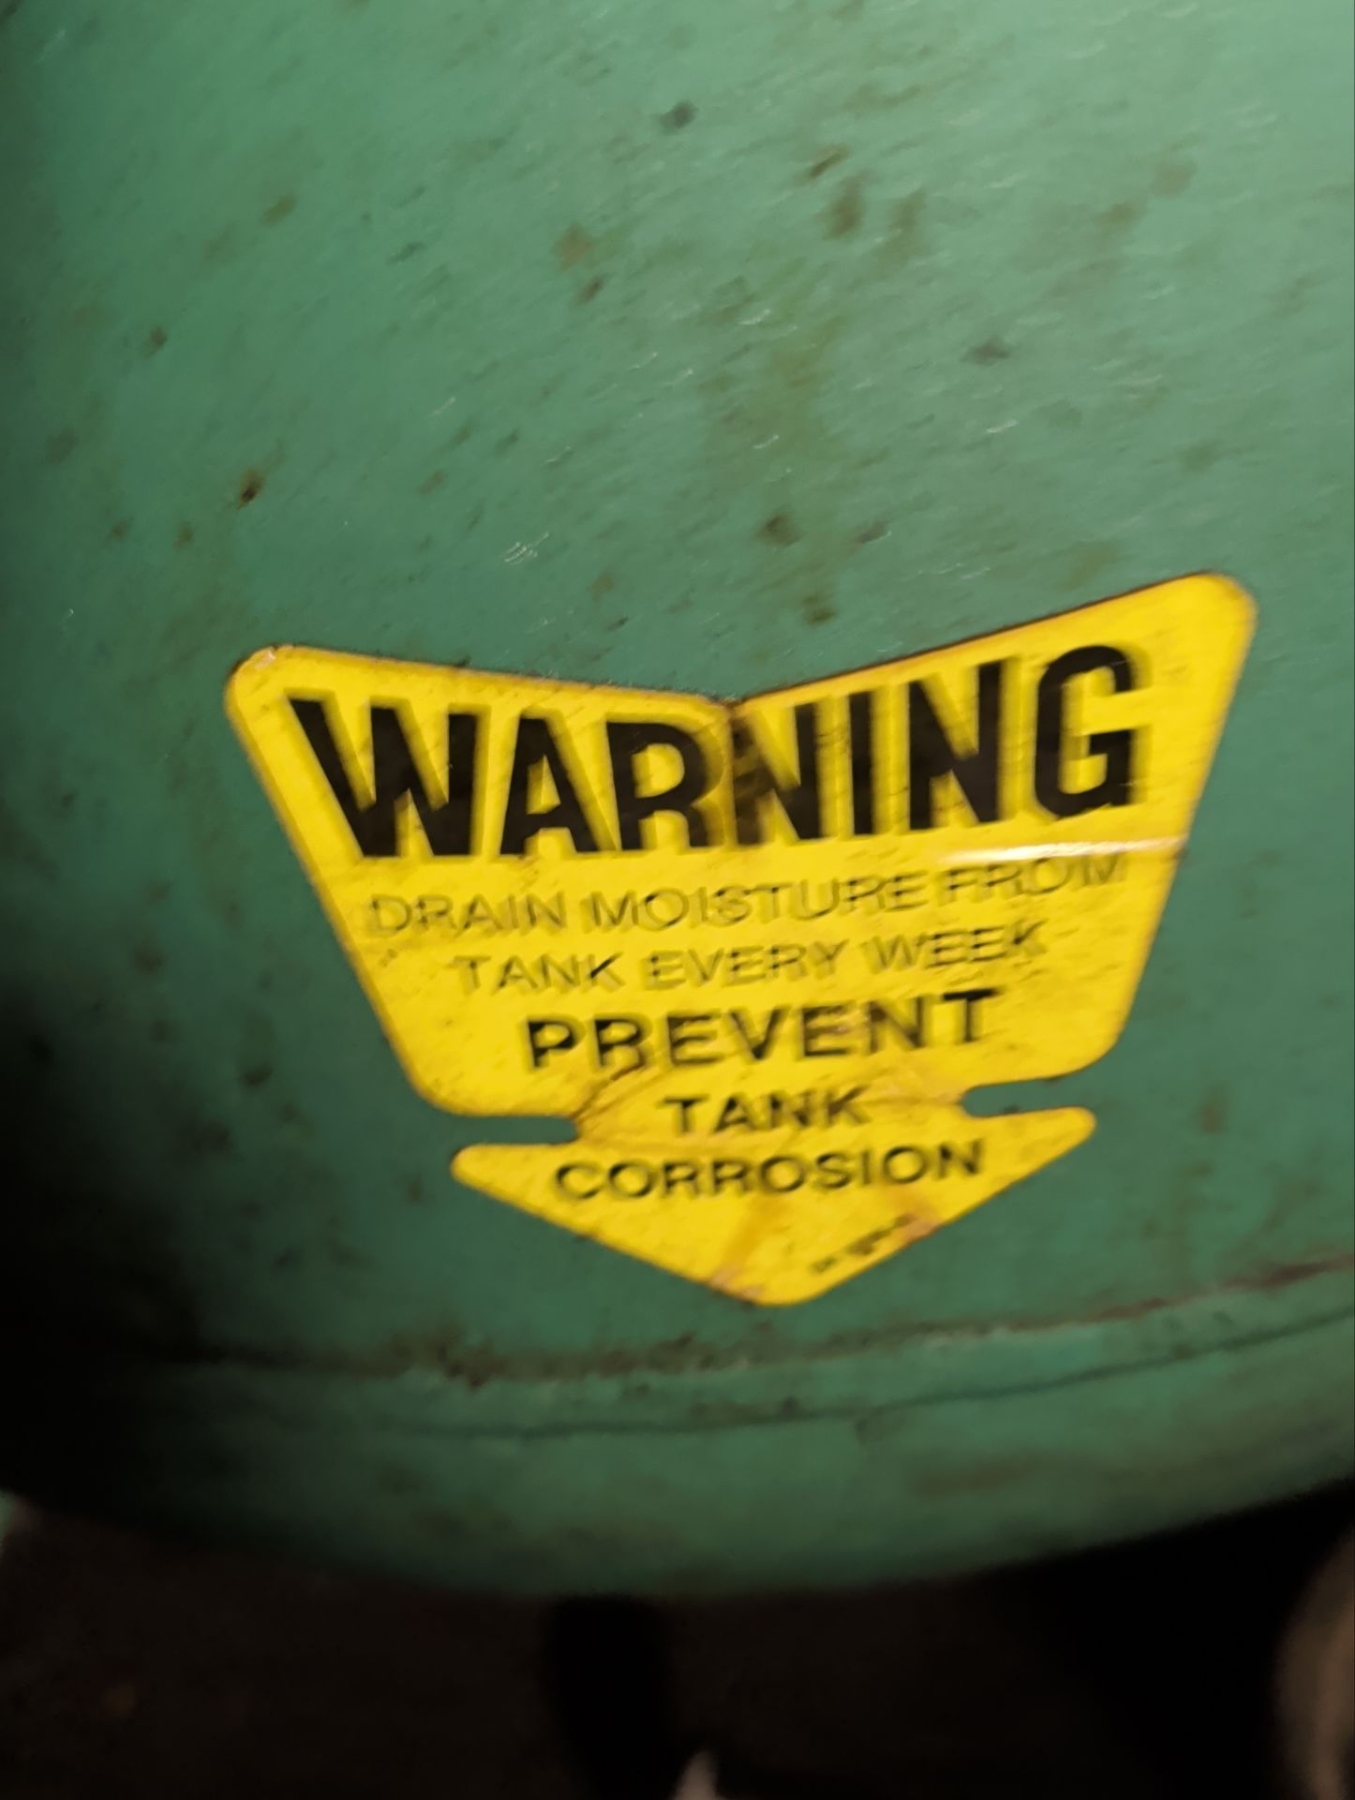 WARNING
DRAIN MOISTURE FROM
TANK EVERY WEEK
PREVENT
TANK
CORROSION